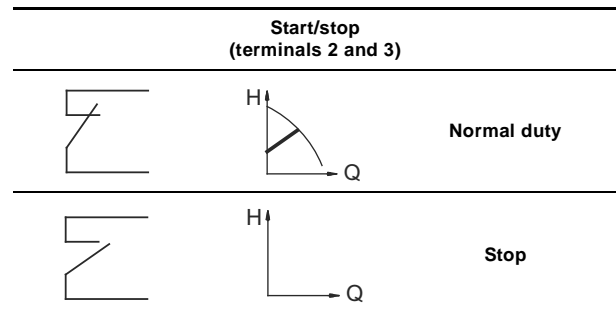 Start/stop
(terminals 2 and 3)
H
Q
Normal duty
H
Q
Stop